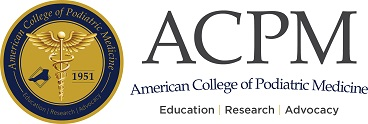 American College of Podiatric Medicine
1951
Education | Research | Advocacy
ACPM
American College of Podiatric Medicine
Education | Research | Advocacy